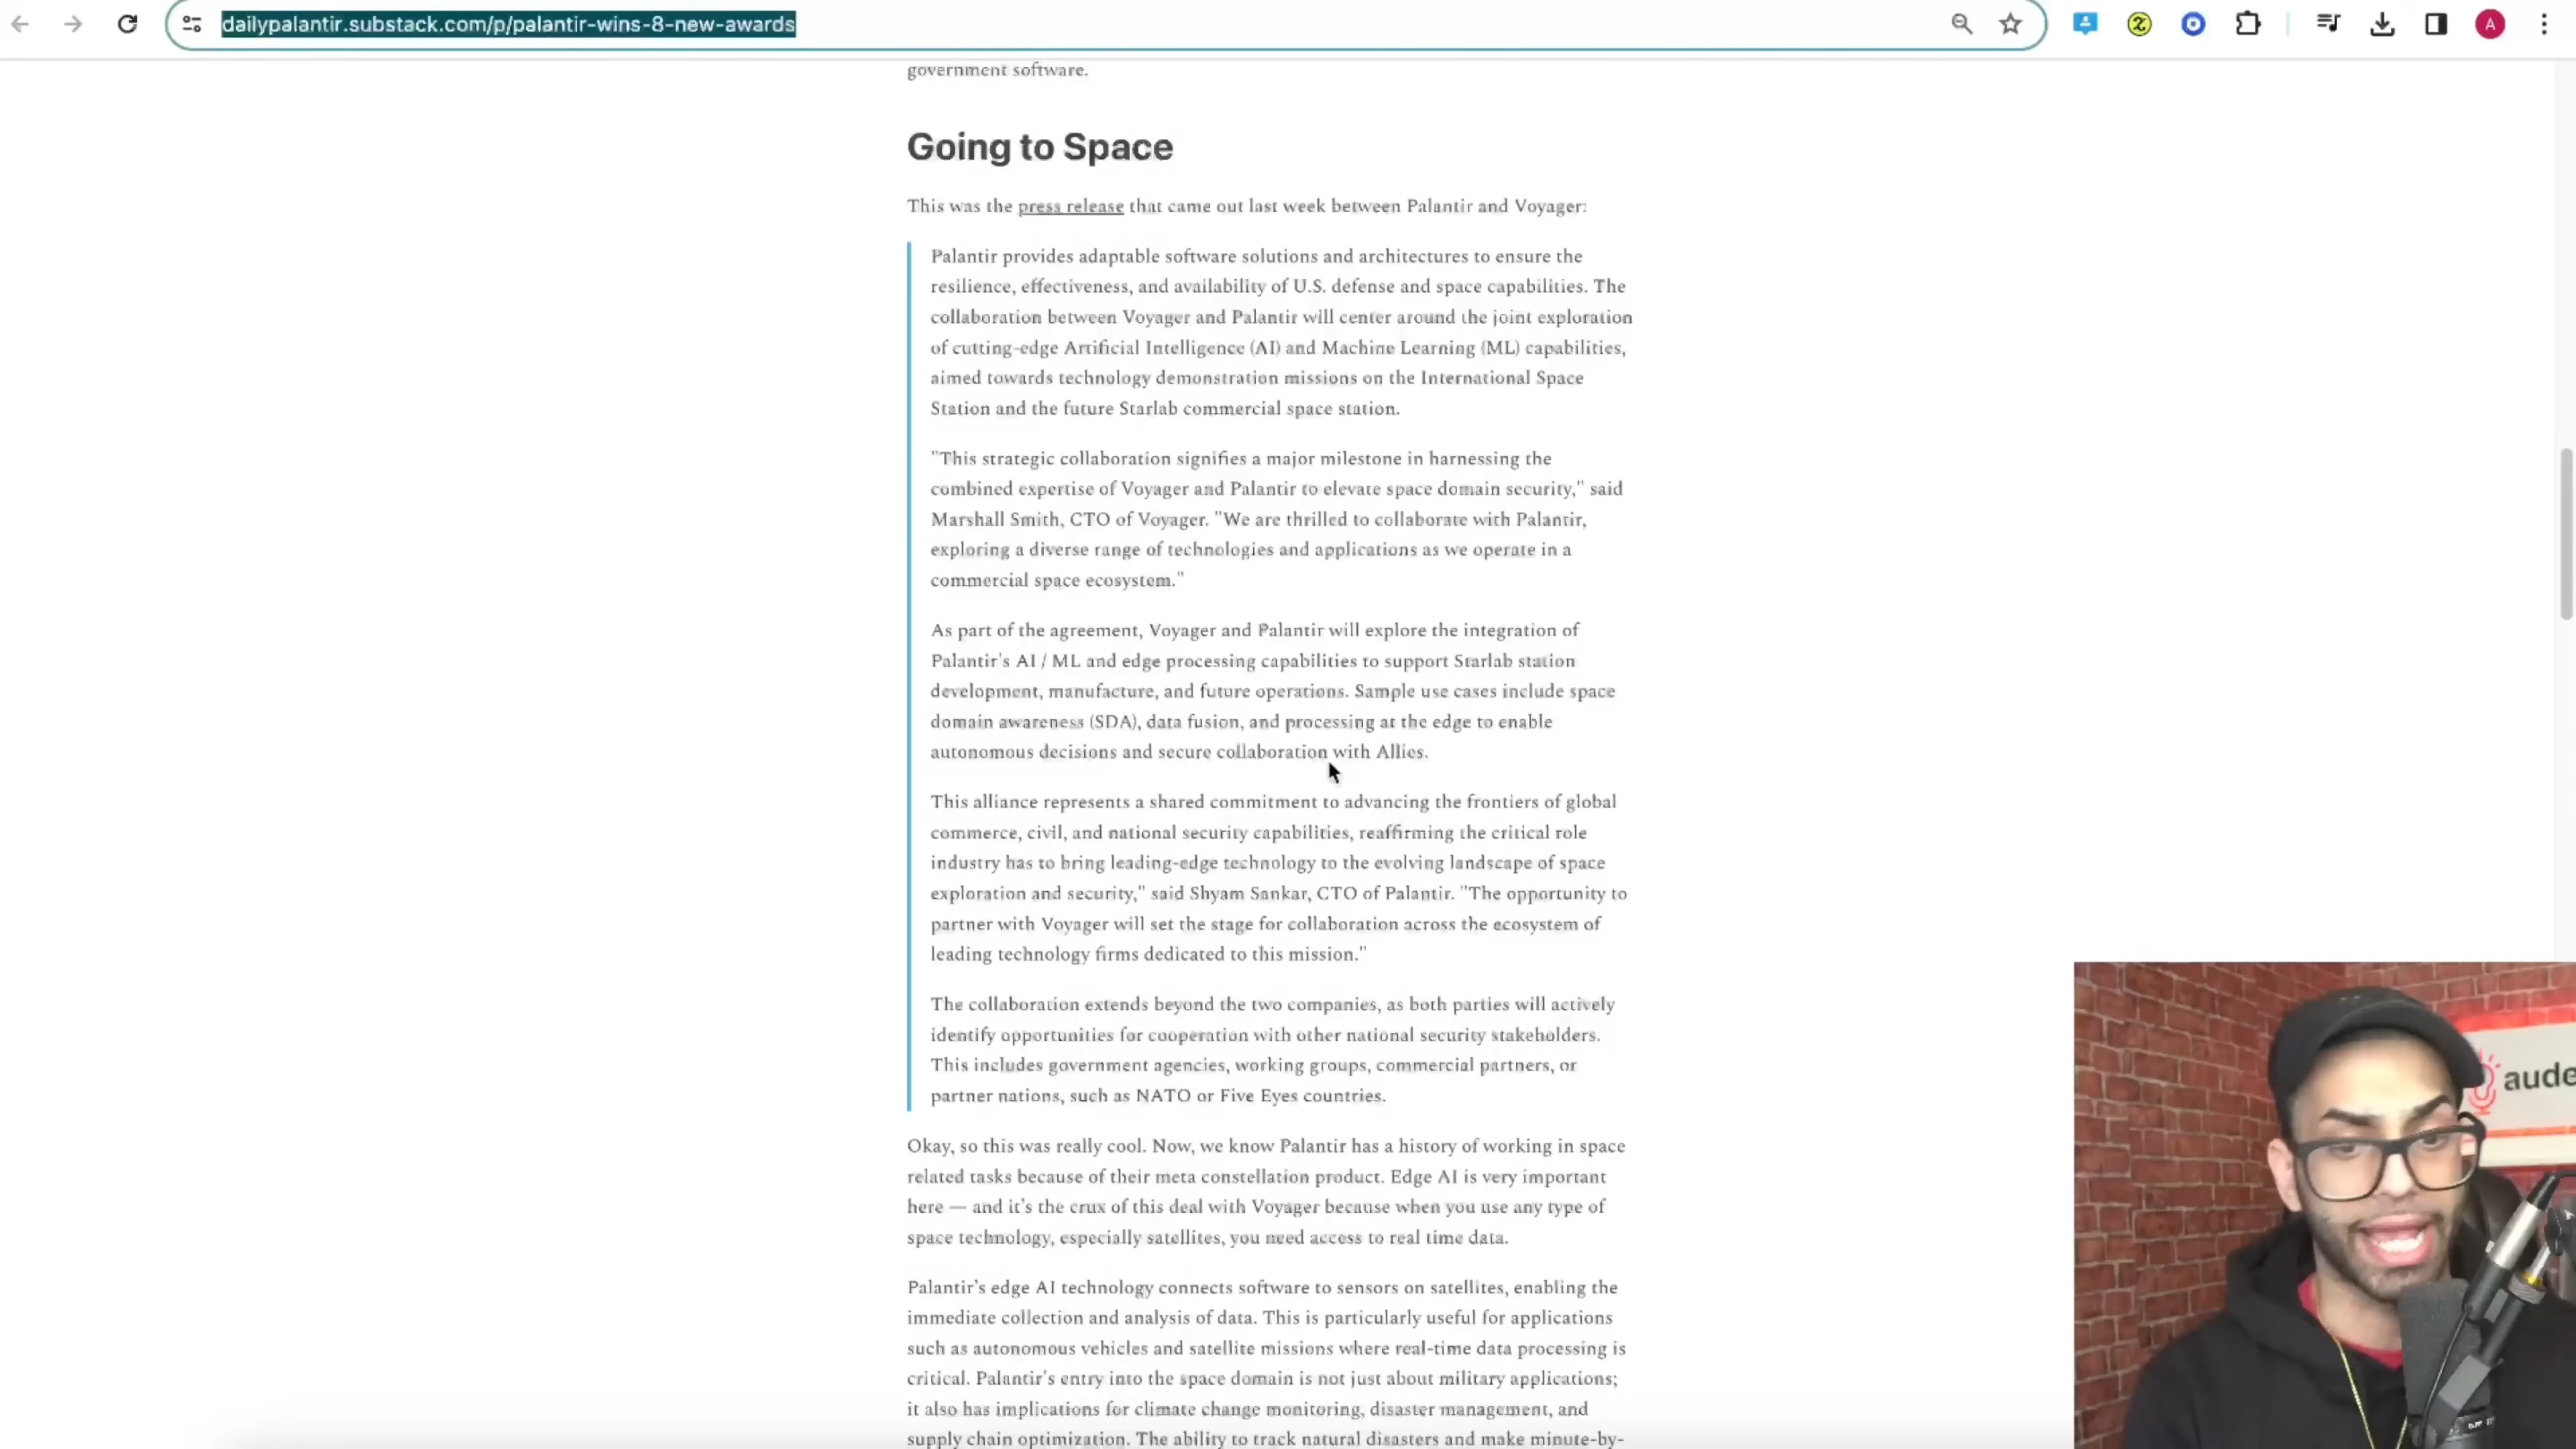 dailypalantir.substack.com/p/palantir-wins-8-new-awards
A
government software.
Going to Space
This was the press release that came out last week between Palantir and Voyager:
Palantir provides adaptable software solutions and architectures to ensure the
resilience, effectiveness, and availability of U.S. defense and space capabilities. The
collaboration between Voyager and Palantir will center around the joint exploration
of cutting-edge Artificial Intelligence (AI) and Machine Learning (ML) capabilities,
aimed towards technology demonstration missions on the International Space
Station and the future Starlab commercial space station.
"This strategic collaboration signifies a major milestone in harnessing the
combined expertise of Voyager and Palantir to elevate space domain security," said
Marshall Smith, CTO of Voyager. "We are thrilled to collaborate with Palantir,
exploring a diverse range of technologies and applications as we operate in a
commercial space ecosystem."
As part of the agreement, Voyager and Palantir will explore the integration of
Palantir's AI / ML and edge processing capabilities to support Starlab station
development, manufacture, and future operations. Sample use cases include space
domain awareness (SDA), data fusion, and processing at the edge to enable
autonomous decisions and secure collaboration with Allies.
This alliance represents a shared commitment to advancing the frontiers of global
commerce, civil, and national security capabilities, reaffirming the critical role
industry has to bring leading-edge technology to the evolving landscape of space
exploration and security," said Shyam Sankar, CTO of Palantir. "The opportunity to
partner with Voyager will set the stage for collaboration across the ecosystem of
leading technology firms dedicated to this mission."
The collaboration extends beyond the two companies, as both parties will actively
identify opportunities for cooperation with other national security stakeholders.
This includes government agencies, working groups, commercial partners, or
partner nations, such as NATO or Five Eyes countries.
Okay, so this was really cool. Now, we know Palantir has a history of working in space
related tasks because of their meta constellation product. Edge AI is very important
here — and it's the crux of this deal with Voyager because when you use any type of
space technology, especially satellites, you need access to real time data.
Palantir's edge AI technology connects software to sensors on satellites, enabling the
immediate collection and analysis of data. This is particularly useful for applications
such as autonomous vehicles and satellite missions where real-time data processing is
critical. Palantir's entry into the space domain is not just about military applications;
it also has implications for climate change monitoring, disaster management, and
supply chain optimization. The ability to track natural disasters and make minute-by-
aude